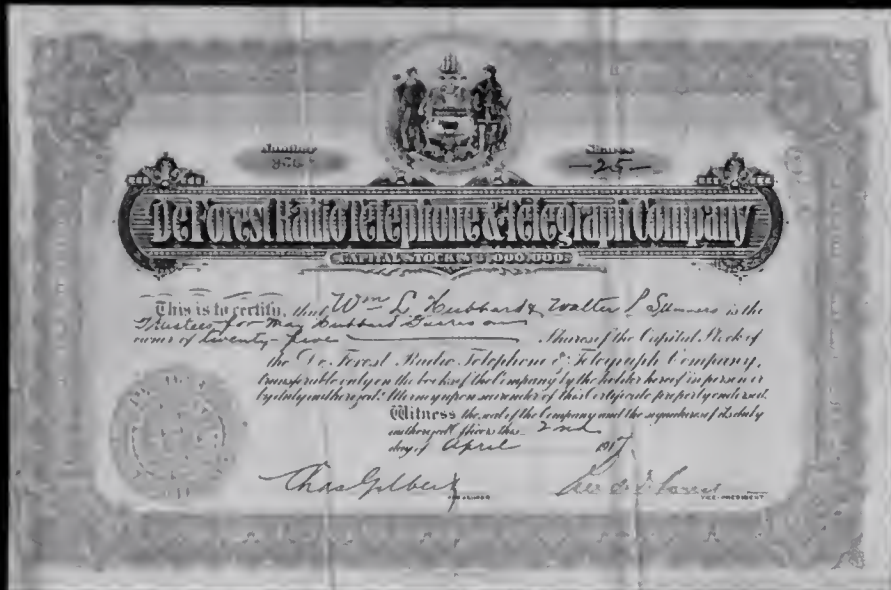 Number
Shares
25
De Forest Radio Telephone & Telegraph Company
CAPITAL STOCK $ ,000,000
This is to certify, that Wm L. Hubbard & Walter P Summers is the
Trustees for May Hubbard
owner of twenty-five Shares of the Capital Stock of
the De Forest Radio Telephone & Telegraph Company,
transferable only on the books of the Company by the holder hereof in person or
by duly authorized Attorney upon surrender of this Certificate properly endorsed.
Witness the seal of the Company and the signatures of its duly
authorized officers this 2nd
day of April 1917
Chas Gilbert
TREASURER
VICE-PRESIDENT